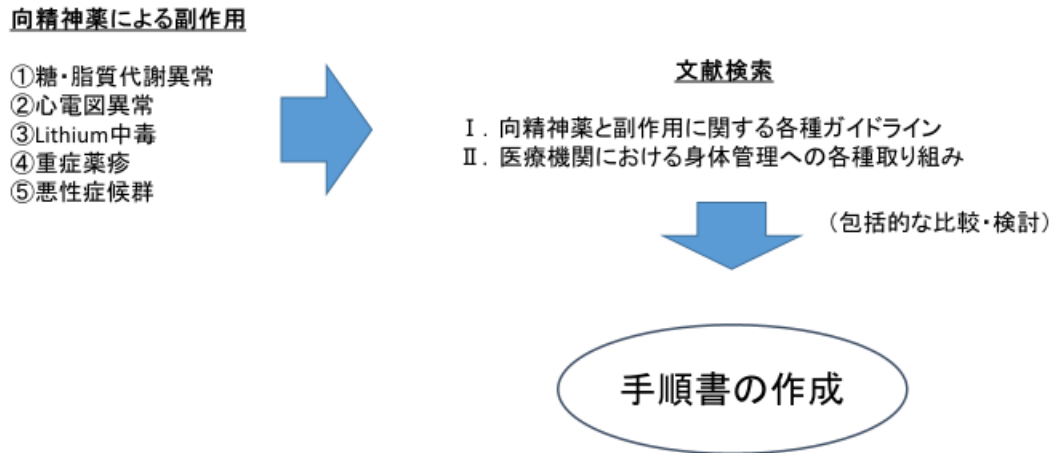 向精神薬による副作用
①糖・脂質代謝異常
②心電図異常
③Lithium中毒
④重症薬疹
⑤悪性症候群
文献検索
Ⅰ. 向精神薬と副作用に関する各種ガイドライン
Ⅱ. 医療機関における身体管理への各種取り組み
(包括的な比較・検討)
手順書の作成